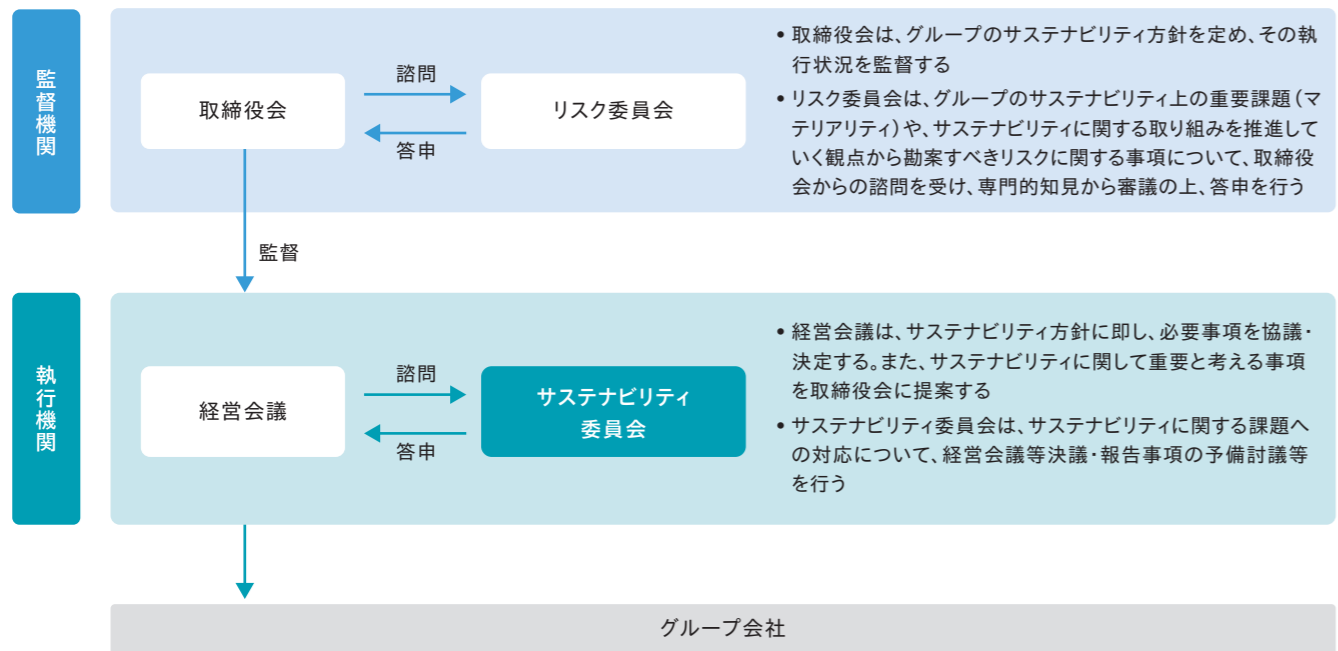 監督機関
取締役会
諮問
答申
リスク委員会
• 取締役会は、グループのサステナビリティ方針を定め、その執
行状況を監督する
• リスク委員会は、グループのサステナビリティ上の重要課題（マ
テリアリティ）や、サステナビリティに関する取り組みを推進して
いく観点から勘案すべきリスクに関する事項について、取締役
会からの諮問を受け、専門的知見から審議の上、答申を行う
監督
執行機関
経営会議
諮問
答申
サステナビリティ
委員会
• 経営会議は、サステナビリティ方針に即し、必要事項を協議・
決定する。また、サステナビリティに関して重要と考える事項
を取締役会に提案する
• サステナビリティ委員会は、サステナビリティに関する課題へ
の対応について、経営会議等決議・報告事項の予備討議等
を行う
グループ会社